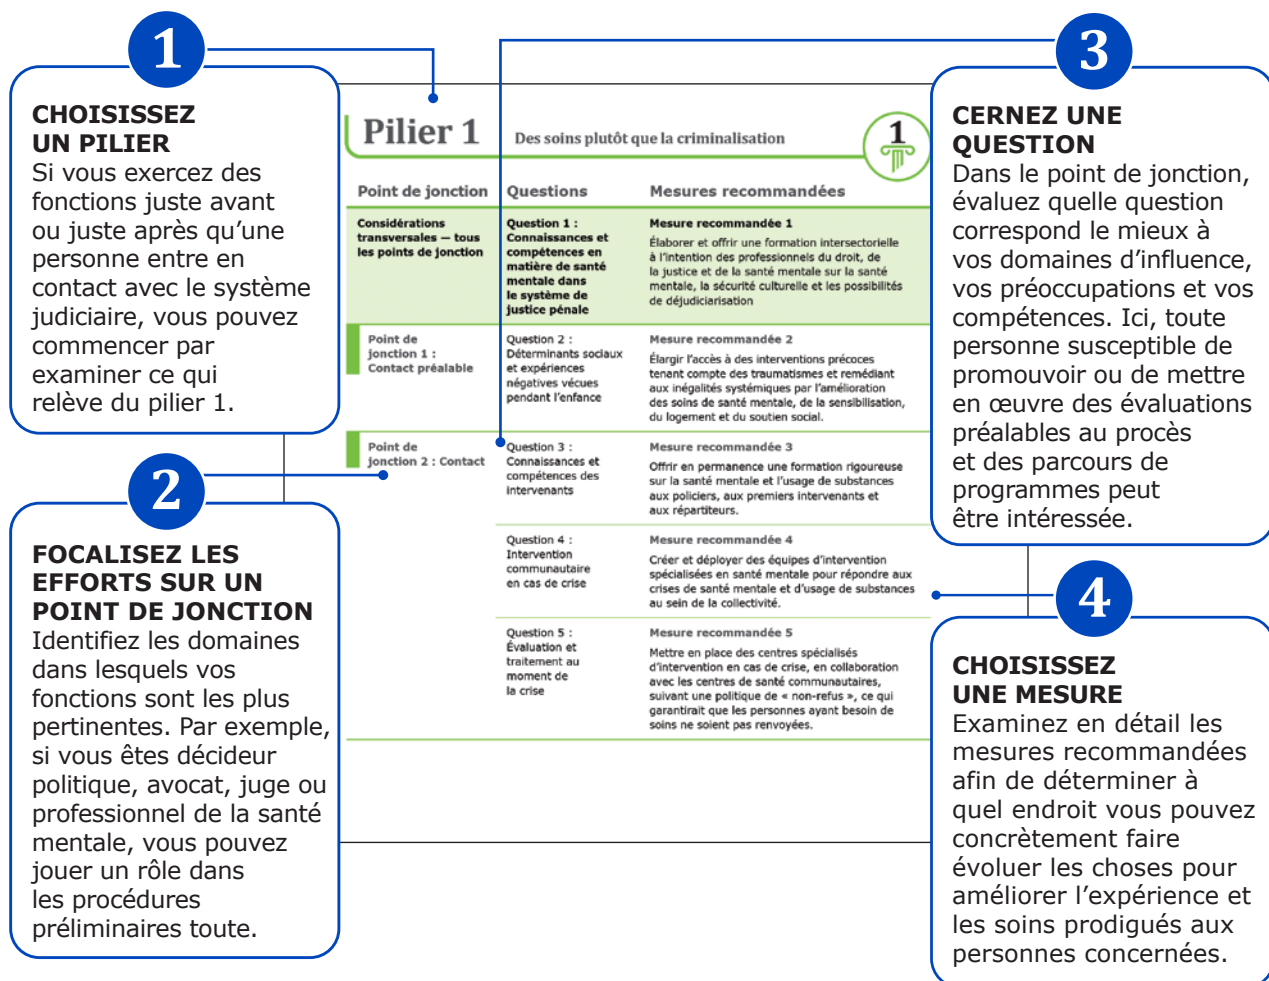 1
CHOISISSEZ
UN PILIER
Si vous exercez des
fonctions juste avant
ou juste après qu’une
personne entre en
contact avec le système
judiciaire, vous pouvez
commencer par
examiner ce qui
relève du pilier 1.
2
FOCALISEZ LES
EFFORTS SUR UN
POINT DE JONCTION
Identifiez les domaines
dans lesquels vos
fonctions sont les plus
pertinentes. Par exemple,
si vous êtes décideur
politique, avocat, juge ou
professionnel de la santé
mentale, vous pouvez
jouer un rôle dans
les procédures
préliminaires toute.
Pilier 1 Des soins plutôt que la criminalisation 1
Point de jonction Questions Mesures recommandées
Considérations
transversales — tous
les points de jonction
Question 1 :
Connaissances et
compétences en
matière de santé
mentale dans
le système de
justice pénale
Mesure recommandée 1
Élaborer et offrir une formation intersectorielle
à l’intention des professionnels du droit, de
la justice et de la santé mentale sur la santé
mentale, la sécurité culturelle et les possibilités
de déjudiciarisation
Point de
jonction 1 :
Contact préalable
Question 2 :
Déterminants sociaux
et expériences
négatives vécues
pendant l’enfance
Mesure recommandée 2
Élargir l’accès à des interventions précoces
tenant compte des traumatismes et remédiant
aux inégalités systémiques par l’amélioration
des soins de santé mentale, de la sensibilisation,
du logement et du soutien social.
Point de
jonction 2 : Contact
Question 3 :
Connaissances et
compétences des
intervenants
Mesure recommandée 3
Offrir en permanence une formation rigoureuse
sur la santé mentale et l’usage de substances
aux policiers, aux premiers intervenants et
aux répartiteurs.
Question 4 :
Intervention
communautaire
en cas de crise
Mesure recommandée 4
Créer et déployer des équipes d’intervention
spécialisées en santé mentale pour répondre aux
crises de santé mentale et d’usage de substances
au sein de la collectivité.
Question 5 :
Évaluation et
traitement au
moment de
la crise
Mesure recommandée 5
Mettre en place des centres spécialisés
d’intervention en cas de crise, en collaboration
avec les centres de santé communautaires,
suivant une politique de « non-refus », ce qui
garantirait que les personnes ayant besoin de
soins ne soient pas renvoyées.
3
CERNEZ UNE
QUESTION
Dans le point de jonction,
évaluez quelle question
correspond le mieux à
vos domaines d’influence,
vos préoccupations et vos
compétences. Ici, toute
personne susceptible de
promouvoir ou de mettre
en œuvre des évaluations
préalables au procès
et des parcours de
programmes peut
être intéressée.
4
CHOISISSEZ
UNE MESURE
Examinez en détail les
mesures recommandées
afin de déterminer à
quel endroit vous pouvez
concrètement faire
évoluer les choses pour
améliorer l’expérience et
les soins prodigués aux
personnes concernées.